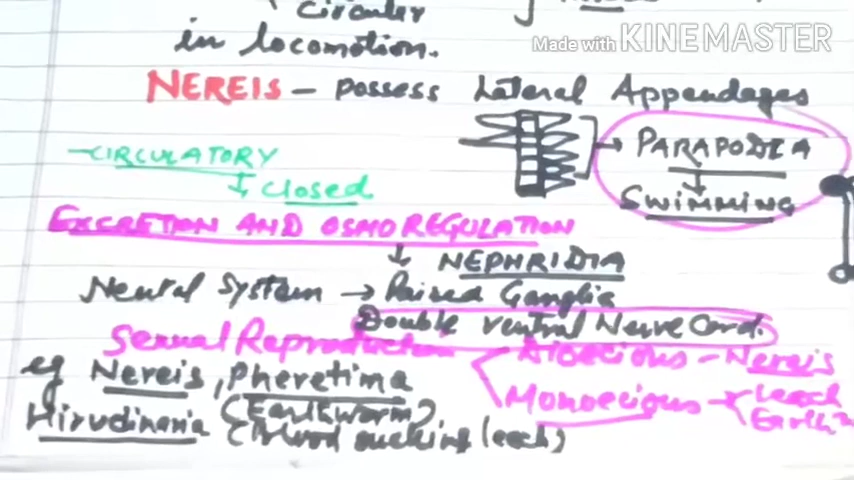 circular
in locomotion.
Made with KINEMASTER
NEREIS - possess Lateral Appendages
PARAPODIA
SWIMMING
CIRCULATORY
closed
EXCRETION AND OSMOREGULATION
NEPHRIDIA
Neural System → Paired Ganglia
Double ventral Nerve Cord.
Sexual Reproduction
Dioecious - Nereis
Monoecious - Leech
Earth
eg Nereis, Pheretima
(Earthworm)
Hirudinaria (Blood sucking leech)